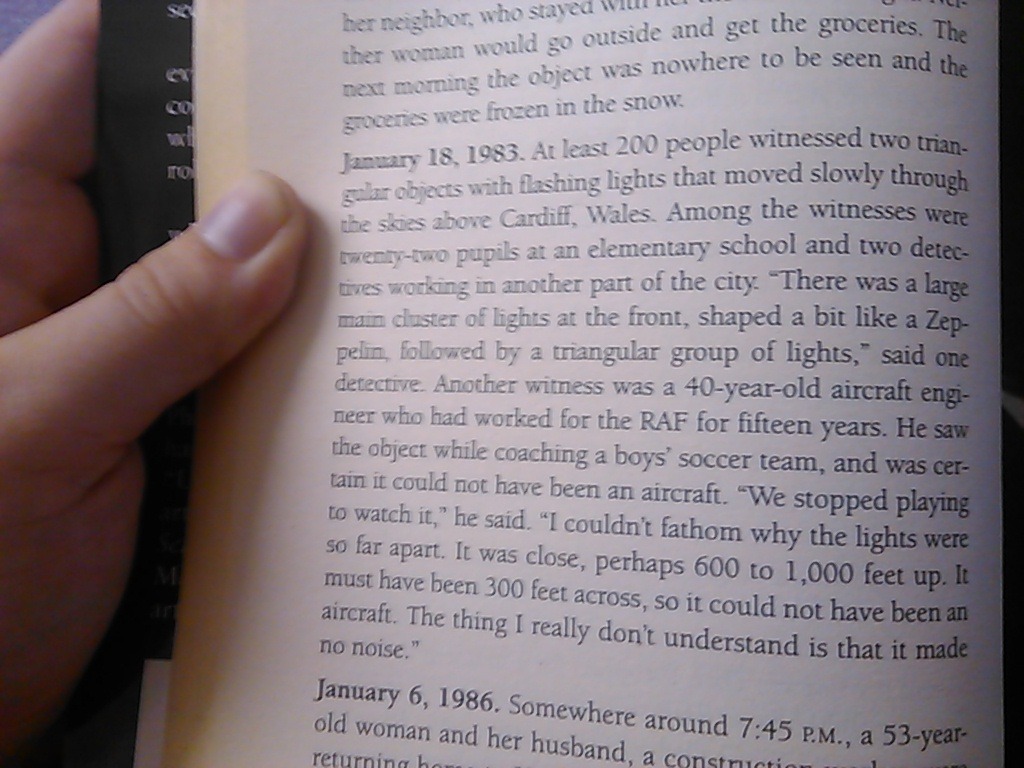 her neighbor, who stayed with her
ther woman would go outside and get the groceries. The
next morning the object was nowhere to be seen and the
groceries were frozen in the snow.
January 18, 1983. At least 200 people witnessed two trian-
gular objects with flashing lights that moved slowly through
the skies above Cardiff, Wales. Among the witnesses were
twenty-two pupils at an elementary school and two detec-
tives working in another part of the city. “There was a large
main cluster of lights at the front, shaped a bit like a Zep-
pelin, followed by a triangular group of lights,” said one
detective. Another witness was a 40-year-old aircraft engi-
neer who had worked for the RAF for fifteen years. He saw
the object while coaching a boys’ soccer team, and was cer-
tain it could not have been an aircraft. “We stopped playing
to watch it,” he said. “I couldn’t fathom why the lights were
so far apart. It was close, perhaps 600 to 1,000 feet up. It
must have been 300 feet across, so it could not have been an
aircraft. The thing I really don’t understand is that it made
no noise.”
January 6, 1986. Somewhere around 7:45 P.M., a 53-year-
old woman and her husband, a construction
returning